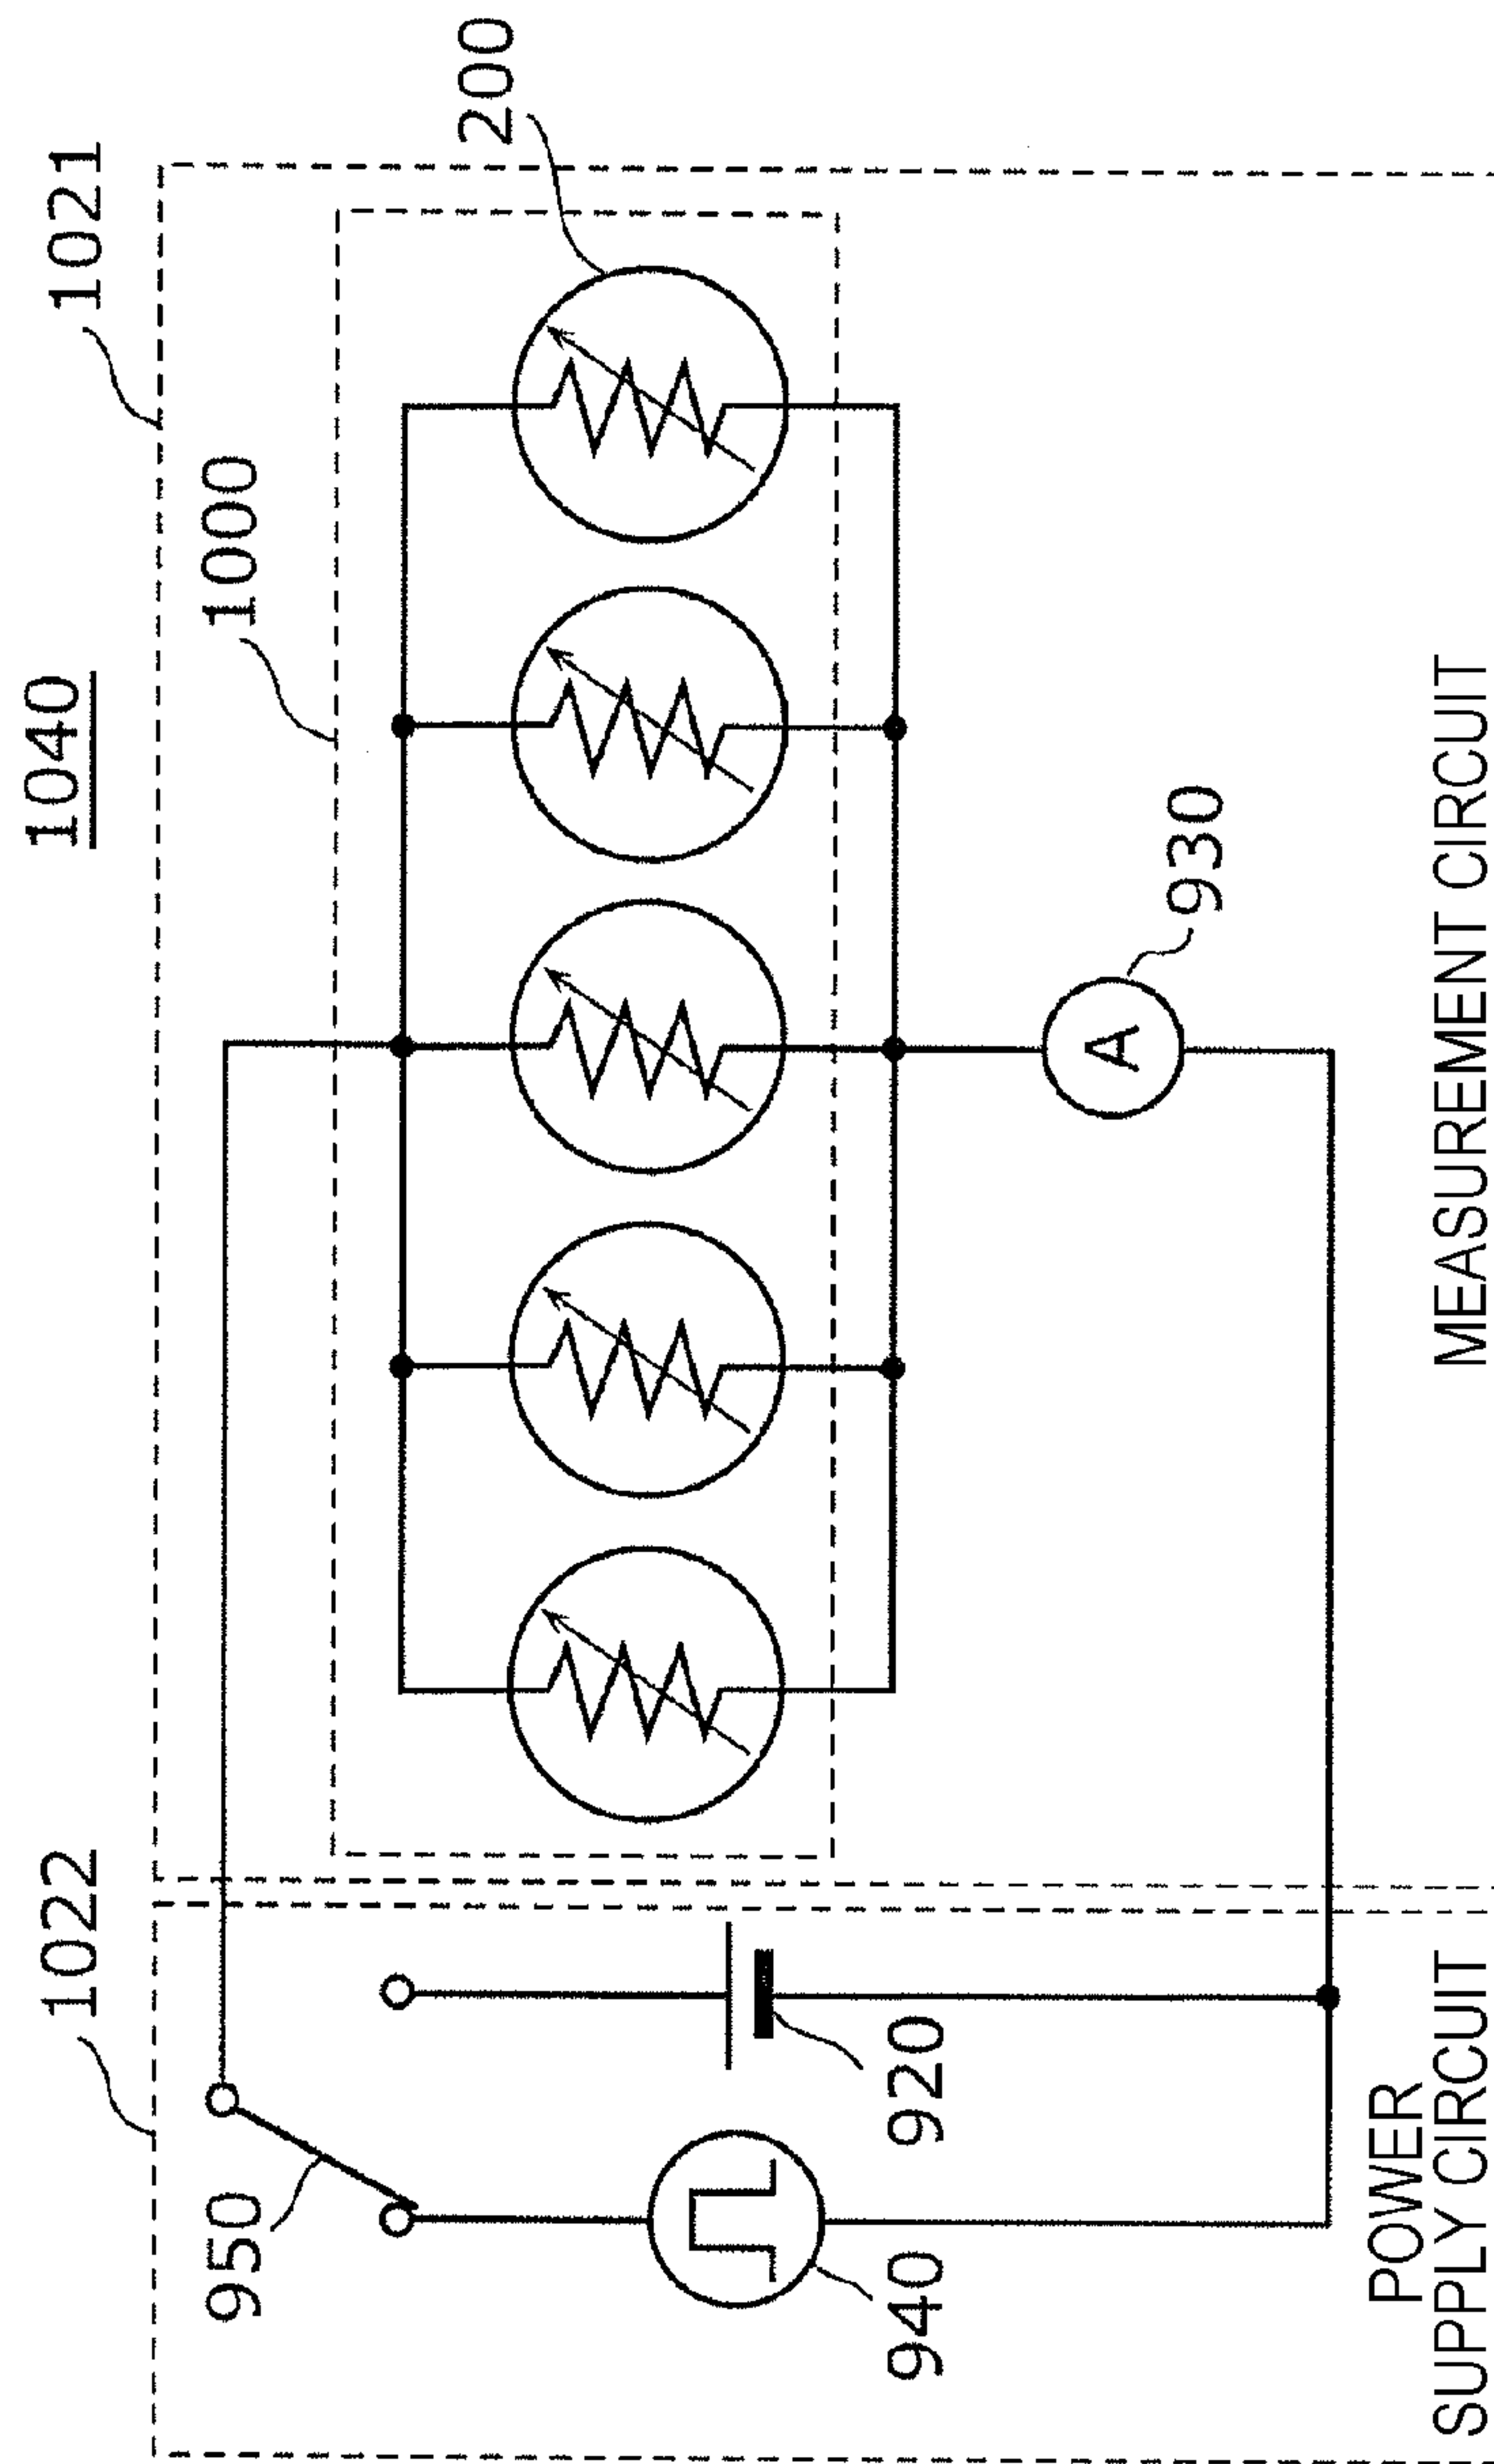 1040
1022
1021
1000
200
950
940
920
930
A
POWER
SUPPLY CIRCUIT
MEASUREMENT CIRCUIT